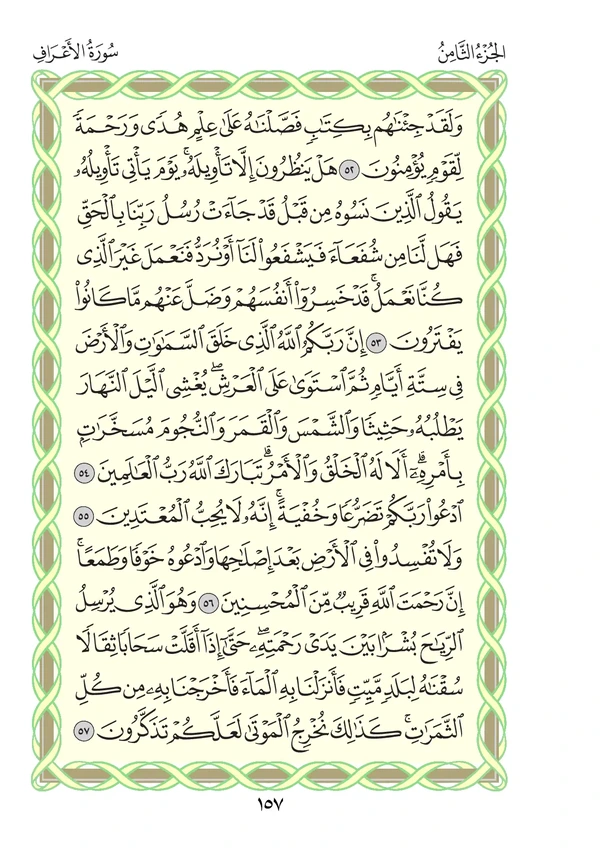 الجُزْءُ الثَّامِنُ
سُورَةُ الأَعْرَافِ
وَلَقَدْ جِئْنَٰهُم بِكِتَٰبٍ فَصَّلْنَٰهُ عَلَىٰ عِلْمٍ هُدًى وَرَحْمَةً
لِّقَوْمٍ يُؤْمِنُونَ ٥٢ هَلْ يَنظُرُونَ إِلَّا تَأْوِيلَهُۥ ۚ يَوْمَ يَأْتِى تَأْوِيلُهُۥ
يَقُولُ ٱلَّذِينَ نَسُوهُ مِن قَبْلُ قَدْ جَآءَتْ رُسُلُ رَبِّنَا بِٱلْحَقِّ
فَهَل لَّنَا مِن شُفَعَآءَ فَيَشْفَعُوا۟ لَنَآ أَوْ نُرَدُّ فَنَعْمَلَ غَيْرَ ٱلَّذِى
كُنَّا نَعْمَلُ ۚ قَدْ خَسِرُوٓا۟ أَنفُسَهُمْ وَضَلَّ عَنْهُم مَّا كَانُوا۟
يَفْتَرُونَ ٥٣ إِنَّ رَبَّكُمُ ٱللَّهُ ٱلَّذِى خَلَقَ ٱلسَّمَٰوَٰتِ وَٱلْأَرْضَ
فِى سِتَّةِ أَيَّامٍ ثُمَّ ٱسْتَوَىٰ عَلَى ٱلْعَرْشِ ۖ يُغْشِى ٱلَّيْلَ ٱلنَّهَارَ
يَطْلُبُهُۥ حَثِيثًا وَٱلشَّمْسَ وَٱلْقَمَرَ وَٱلنُّجُومَ مُسَخَّرَٰتٍۭ
بِأَمْرِهِۦٓ ۗ أَلَا لَهُ ٱلْخَلْقُ وَٱلْأَمْرُ ۗ تَبَارَكَ ٱللَّهُ رَبُّ ٱلْعَٰلَمِينَ ٥٤
ٱدْعُوا۟ رَبَّكُمْ تَضَرُّعًا وَخُفْيَةً ۚ إِنَّهُۥ لَا يُحِبُّ ٱلْمُعْتَدِينَ ٥٥
وَلَا تُفْسِدُوا۟ فِى ٱلْأَرْضِ بَعْدَ إِصْلَٰحِهَا وَٱدْعُوهُ خَوْفًا وَطَمَعًا ۚ
إِنَّ رَحْمَتَ ٱللَّهِ قَرِيبٌ مِّنَ ٱلْمُحْسِنِينَ ٥٦ وَهُوَ ٱلَّذِى يُرْسِلُ
ٱلرِّيَٰحَ بُشْرًۢا بَيْنَ يَدَىْ رَحْمَتِهِۦ ۖ حَتَّىٰٓ إِذَآ أَقَلَّتْ سَحَابًا ثِقَالًا
سُقْنَٰهُ لِبَلَدٍ مَّيِّتٍ فَأَنزَلْنَا بِهِ ٱلْمَآءَ فَأَخْرَجْنَا بِهِۦ مِن كُلِّ
ٱلثَّمَرَٰتِ ۚ كَذَٰلِكَ نُخْرِجُ ٱلْمَوْتَىٰ لَعَلَّكُمْ تَذَكَّرُونَ ٥٧
١٥٧